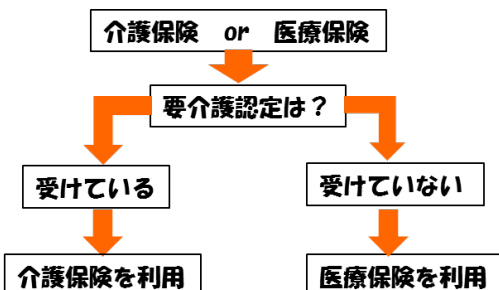 介護保険 or 医療保険
要介護認定は？
受けている
受けていない
介護保険を利用
医療保険を利用